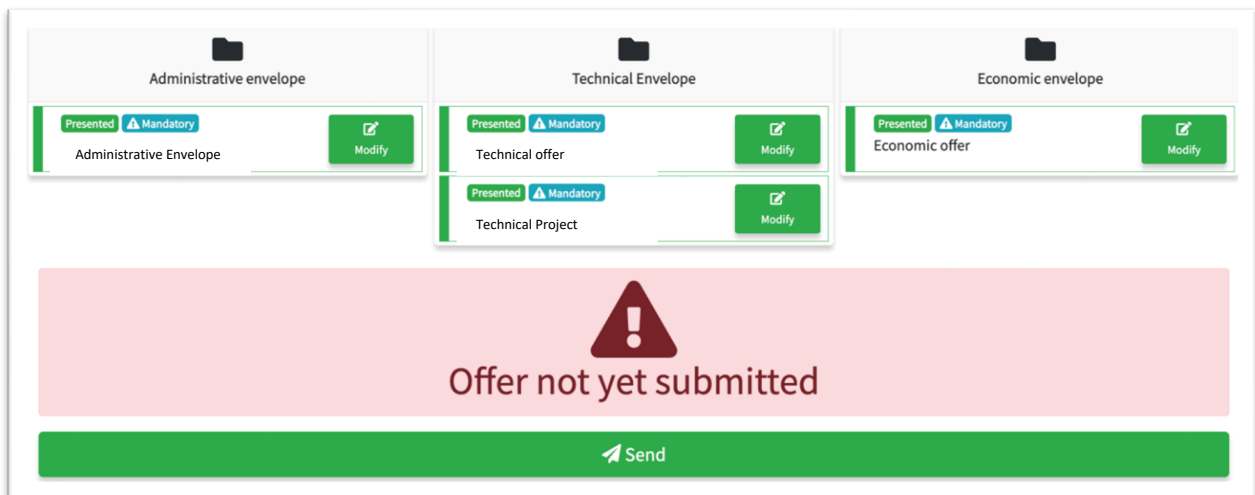 Administrative envelope
Technical Envelope
Economic envelope
Presented Mandatory
Administrative Envelope
Modify
Presented Mandatory
Technical offer
Modify
Presented Mandatory
Economic offer
Modify
Presented Mandatory
Technical Project
Modify
Offer not yet submitted
Send